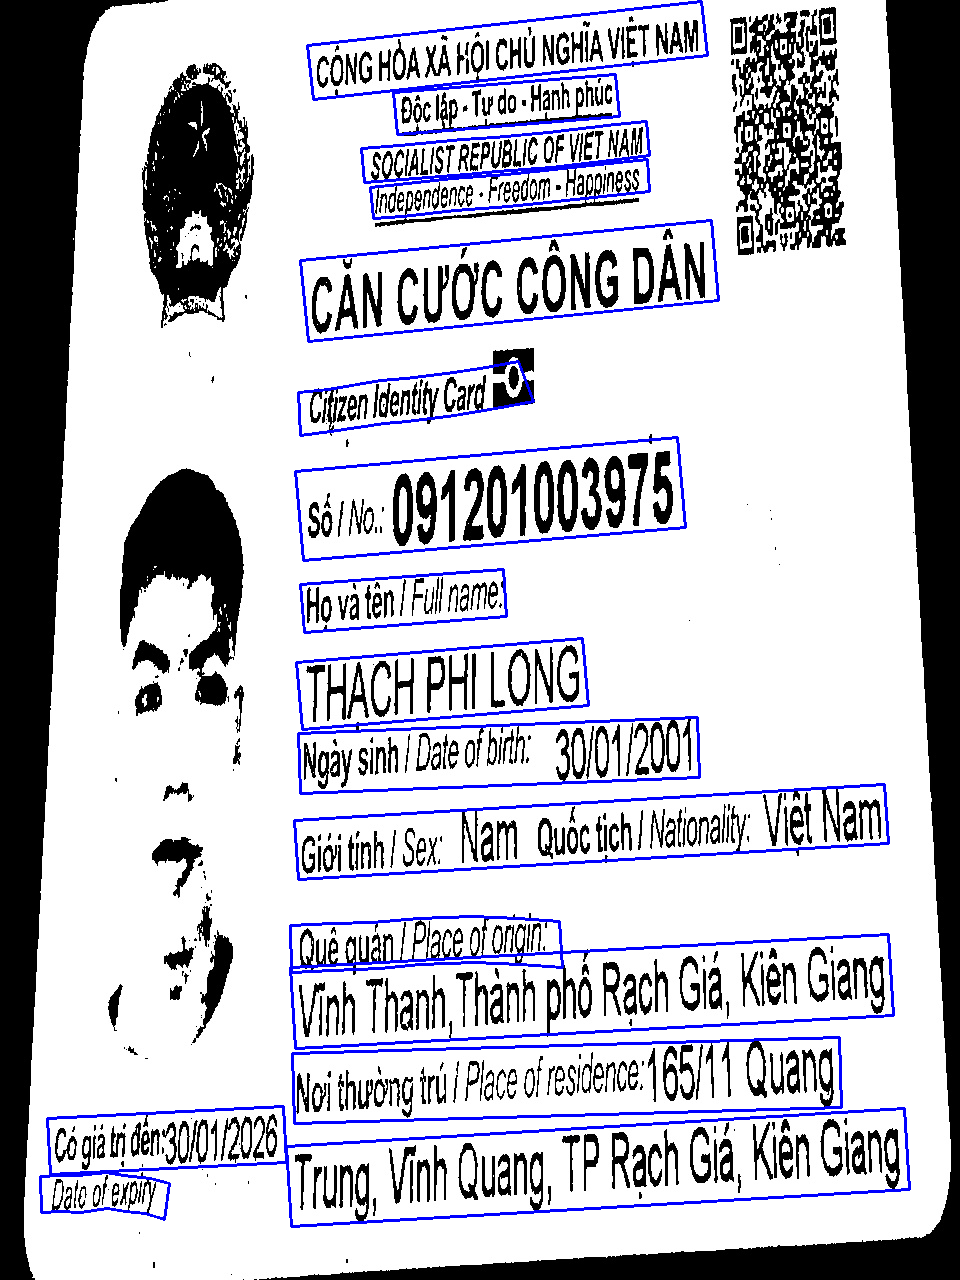 CỘNG HÒA XÃ HỘI CHỦ NGHĨA VIỆT NAM
Độc lập - Tự do - Hạnh phúc
SOCIALIST REPUBLIC OF VIET NAM
Independence - Freedom - Happiness
CĂN CƯỚC CÔNG DÂN
Citizen Identity Card
Số / No.: 091201003975
Họ và tên / Full name:
THẠCH PHI LONG
Ngày sinh / Date of birth: 30/01/2001
Giới tính / Sex: Nam Quốc tịch / Nationality: Việt Nam
Quê quán / Place of origin:
Vĩnh Thanh, Thành phố Rạch Giá, Kiên Giang
Nơi thường trú / Place of residence: 165/11 Quang
Trung, Vĩnh Quang, TP Rạch Giá, Kiên Giang
Có giá trị đến: 30/01/2026
Date of expiry